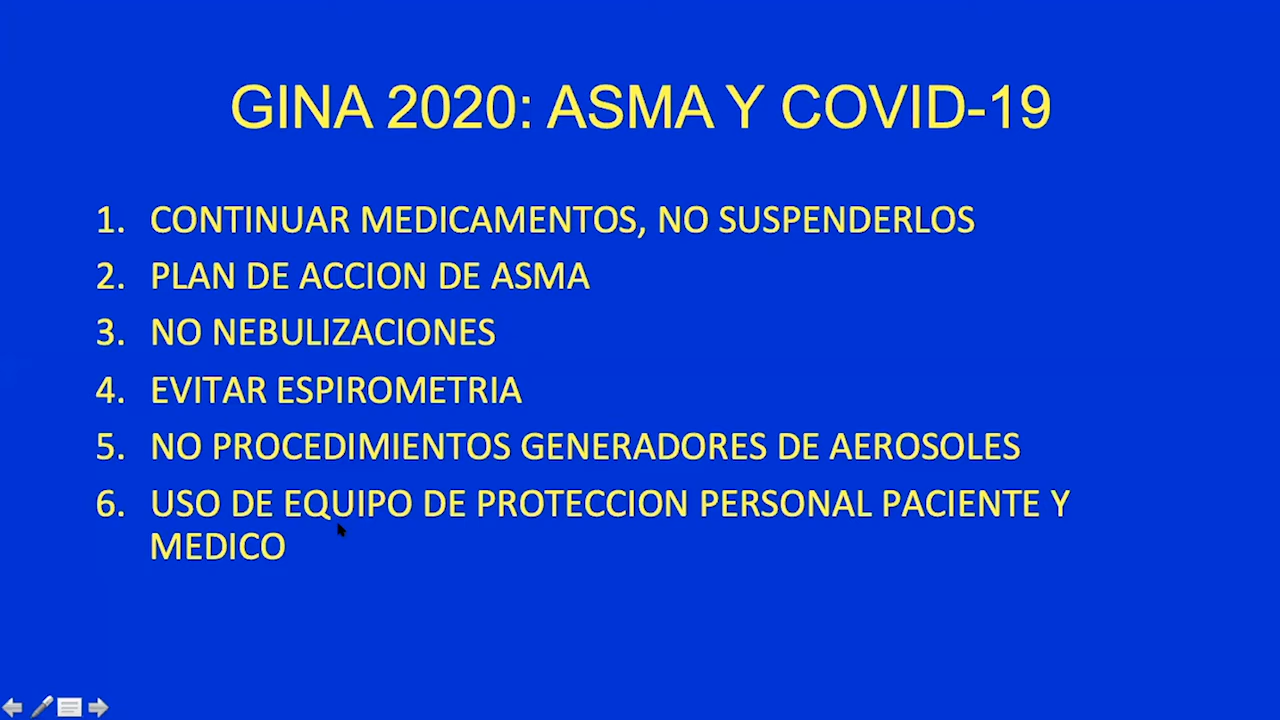 GINA 2020: ASMA Y COVID-19
1. CONTINUAR MEDICAMENTOS, NO SUSPENDERLOS
2. PLAN DE ACCION DE ASMA
3. NO NEBULIZACIONES
4. EVITAR ESPIROMETRIA
5. NO PROCEDIMIENTOS GENERADORES DE AEROSOLES
6. USO DE EQUIPO DE PROTECCION PERSONAL PACIENTE Y
MEDICO